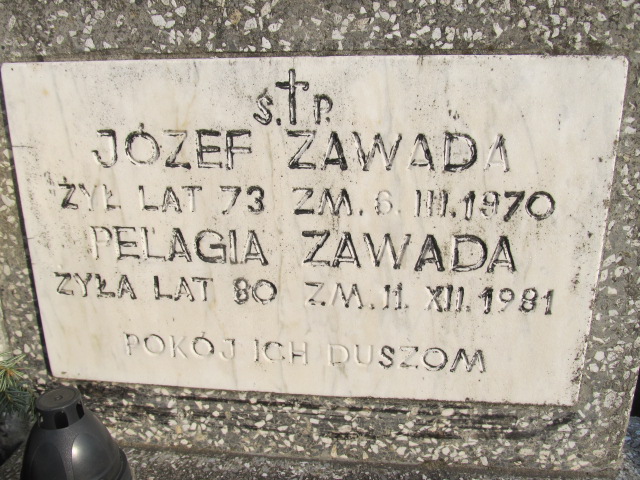 Ś.†P.
JÓZEF ZAWADA
ŻYŁ LAT 73 ZM. 6. III. 1970
PELAGIA ZAWADA
ŻYŁA LAT 80 ZM. 11. XII. 1981
POKÓJ ICH DUSZOM